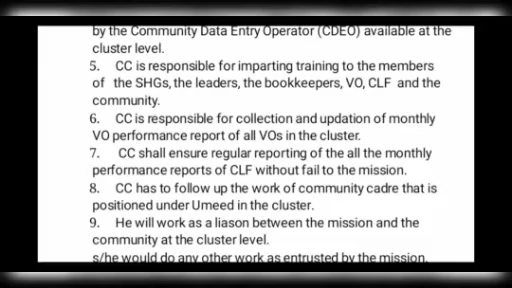 by the Community Data Entry Operator (CDEO) available at the
cluster level.
5. CC is responsible for imparting training to the members
of the SHGs, the leaders, the bookkeepers, VO, CLF and the
community.
6. CC is responsible for collection and updation of monthly
VO performance report of all VOs in the cluster.
7. CC shall ensure regular reporting of the all the monthly
performance reports of CLF without fail to the mission.
8. CC has to follow up the work of community cadre that is
positioned under Umeed in the cluster.
9. He will work as a liason between the mission and the
community at the cluster level.
s/he would do any other work as entrusted by the mission.